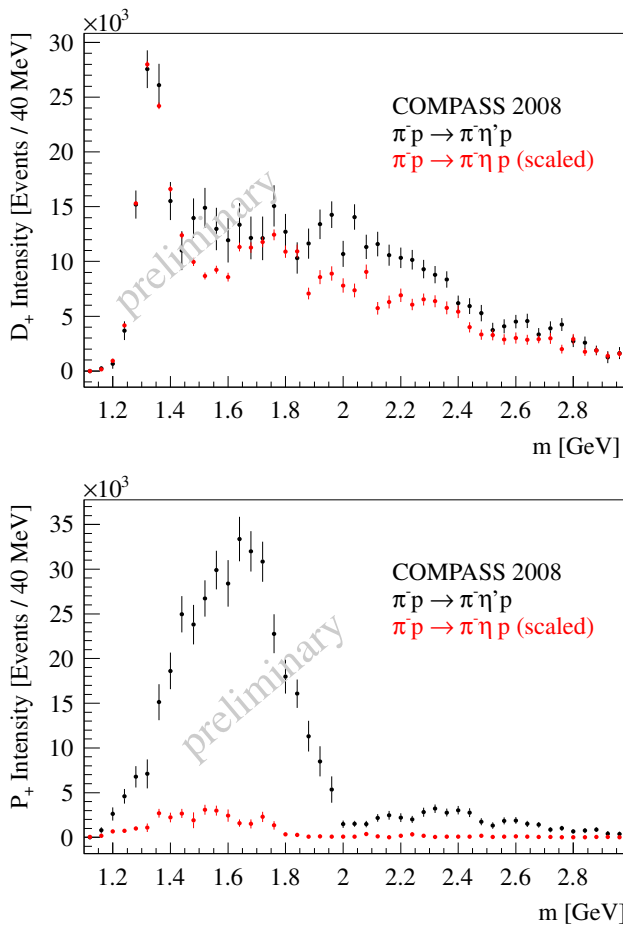 ×10³
D₊ Intensity [Events / 40 MeV]
30
25
20
15
10
5
0
COMPASS 2008
π⁻p → π⁻η’p
π⁻p → π⁻η p (scaled)
preliminary
1.2 1.4 1.6 1.8 2 2.2 2.4 2.6 2.8
m [GeV]
×10³
P₊ Intensity [Events / 40 MeV]
35
30
25
20
15
10
5
0
COMPASS 2008
π⁻p → π⁻η’p
π⁻p → π⁻η p (scaled)
preliminary
1.2 1.4 1.6 1.8 2 2.2 2.4 2.6 2.8
m [GeV]